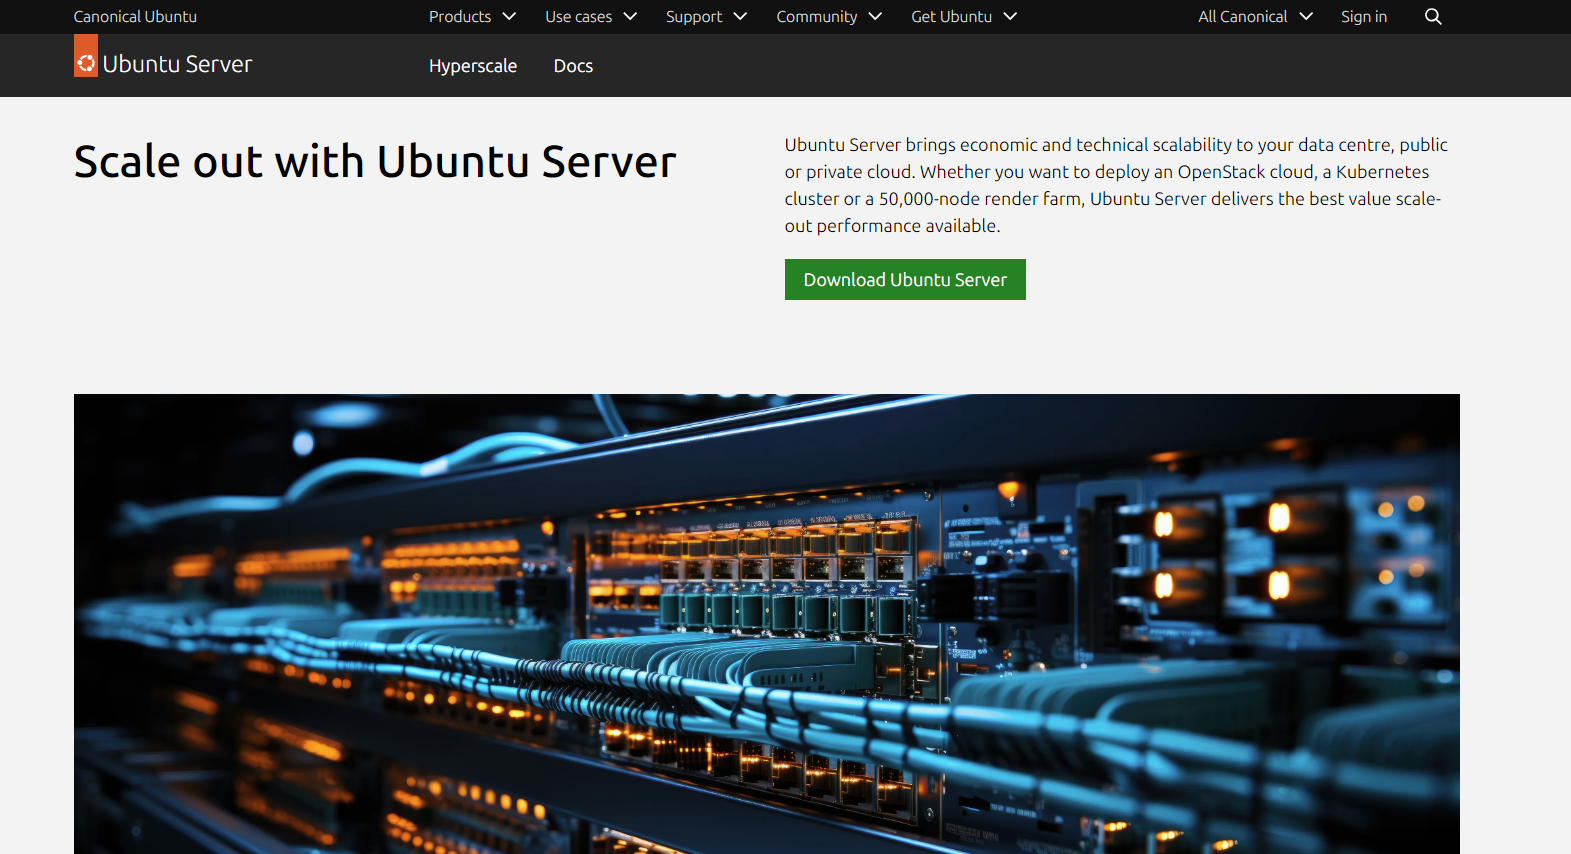 Canonical Ubuntu
Products
Use cases
Support
Community
Get Ubuntu
All Canonical
Sign in
Ubuntu Server
Hyperscale
Docs
Scale out with Ubuntu Server
Ubuntu Server brings economic and technical scalability to your data centre, public
or private cloud. Whether you want to deploy an OpenStack cloud, a Kubernetes
cluster or a 50,000-node render farm, Ubuntu Server delivers the best value scale-
out performance available.
Download Ubuntu Server